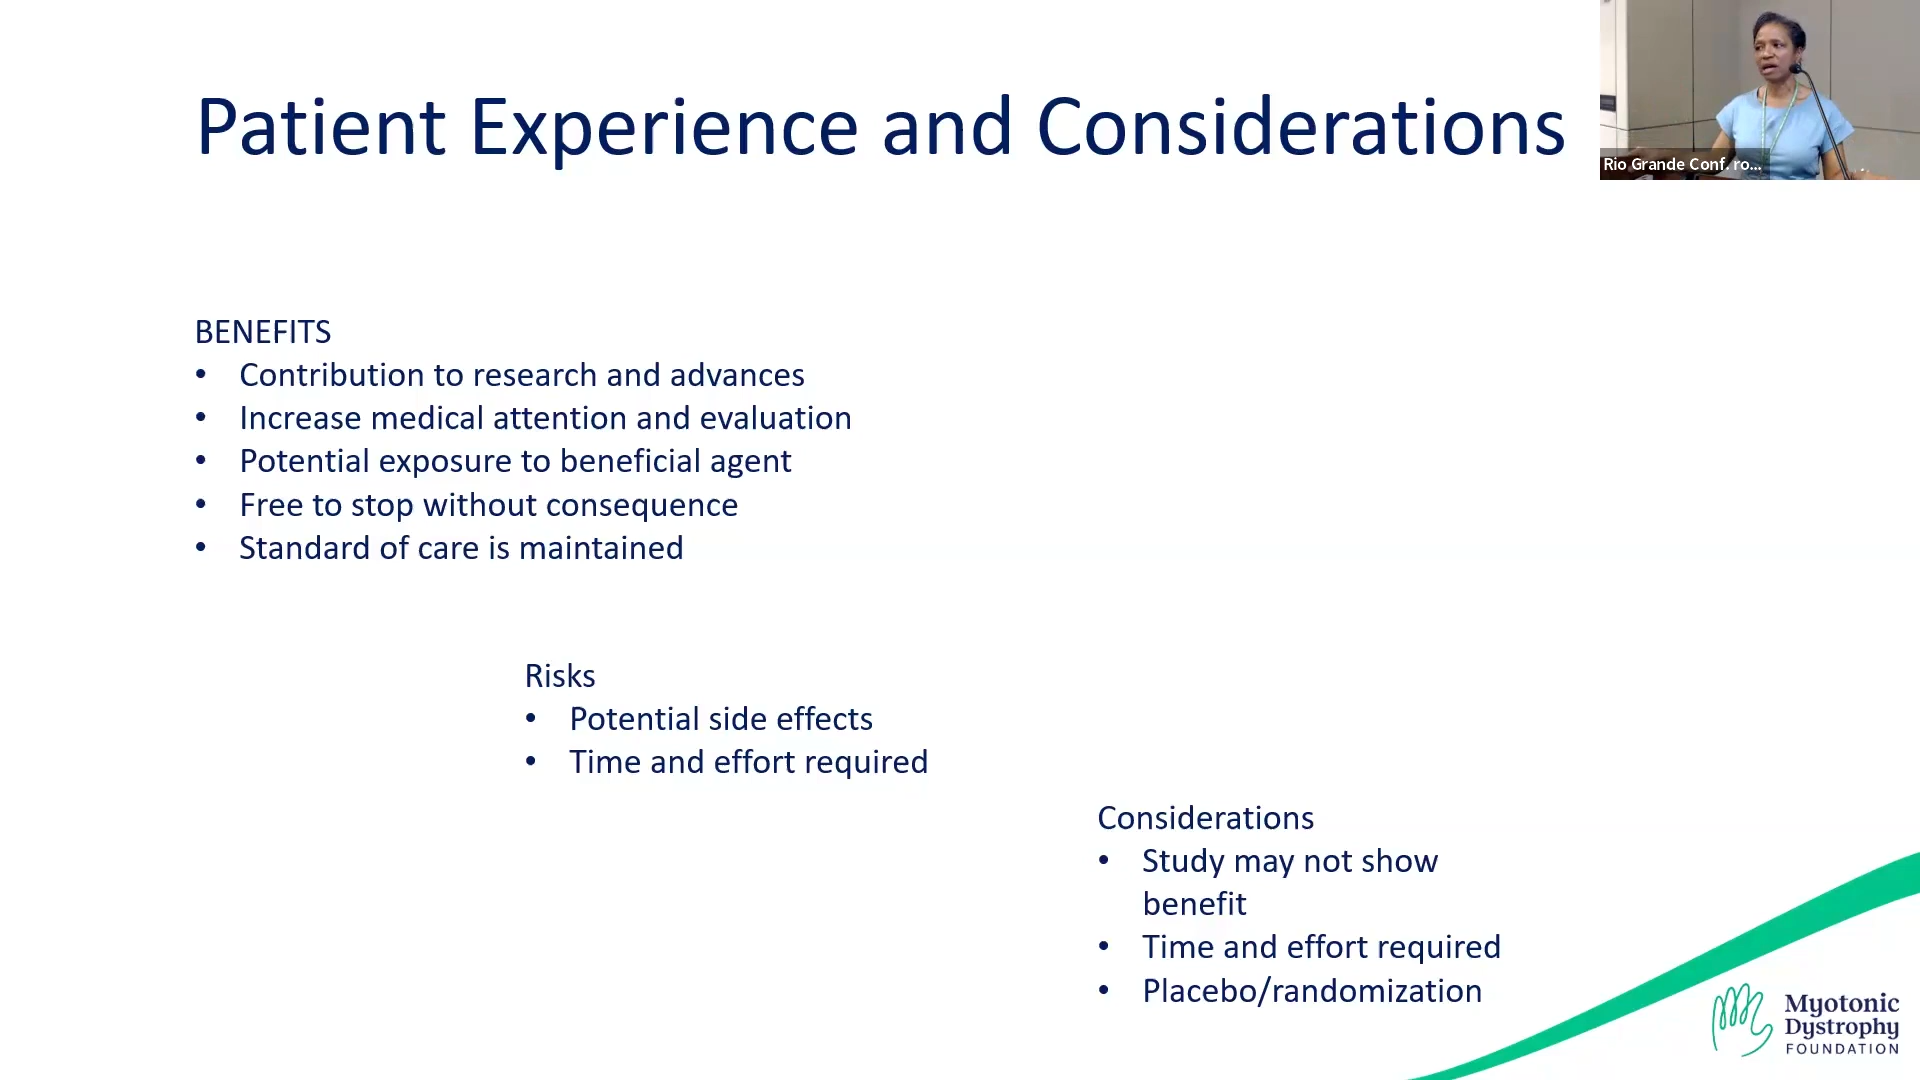 Patient Experience and Considerations
Rio Grande Conf. ro...
BENEFITS
• Contribution to research and advances
• Increase medical attention and evaluation
• Potential exposure to beneficial agent
• Free to stop without consequence
• Standard of care is maintained
Risks
• Potential side effects
• Time and effort required
Considerations
• Study may not show
benefit
• Time and effort required
• Placebo/randomization
Myotonic
Dystrophy
FOUNDATION